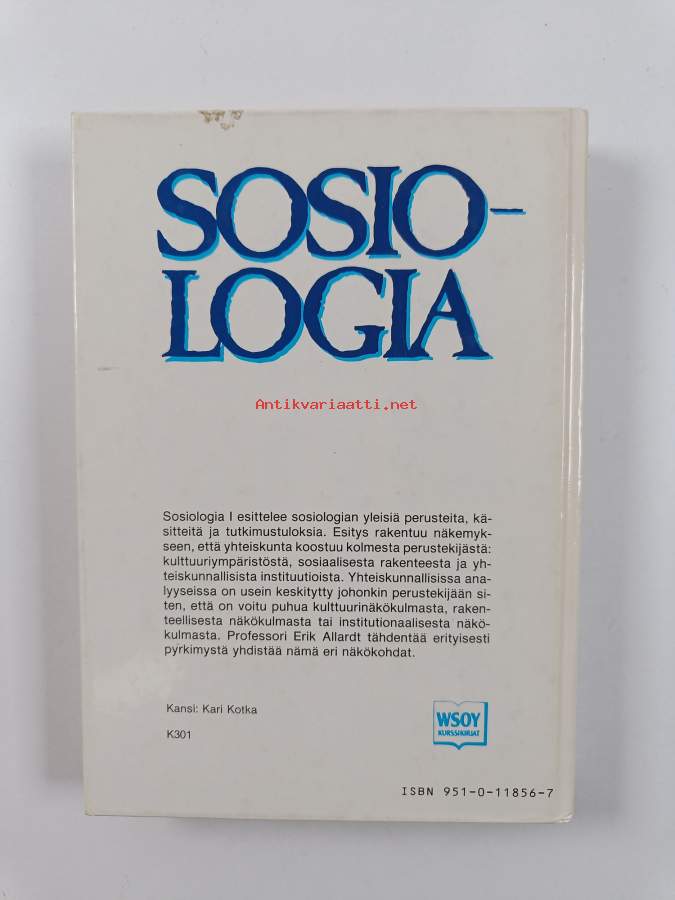 SOSIO-
LOGIA
Antikvariaatti.net
Sosiologia I esittelee sosiologian yleisiä perusteita, kä-
sitteitä ja tutkimustuloksia. Esitys rakentuu näkemyk-
seen, että yhteiskunta koostuu kolmesta perustekijästä:
kulttuuriympäristöstä, sosiaalisesta rakenteesta ja yh-
teiskunnallisista instituutioista. Yhteiskunnallisissa ana-
lyyseissa on usein keskitytty johonkin perustekijään si-
ten, että on voitu puhua kulttuurinäkökulmasta, raken-
teellisesta näkökulmasta tai institutionaalisesta näkö-
kulmasta. Professori Erik Allardt tähdentää erityisesti
pyrkimystä yhdistää nämä eri näkökohdat.
Kansi: Kari Kotka
K301
WSOY
KURSSIKIRJAT
ISBN 951-0-11856-7